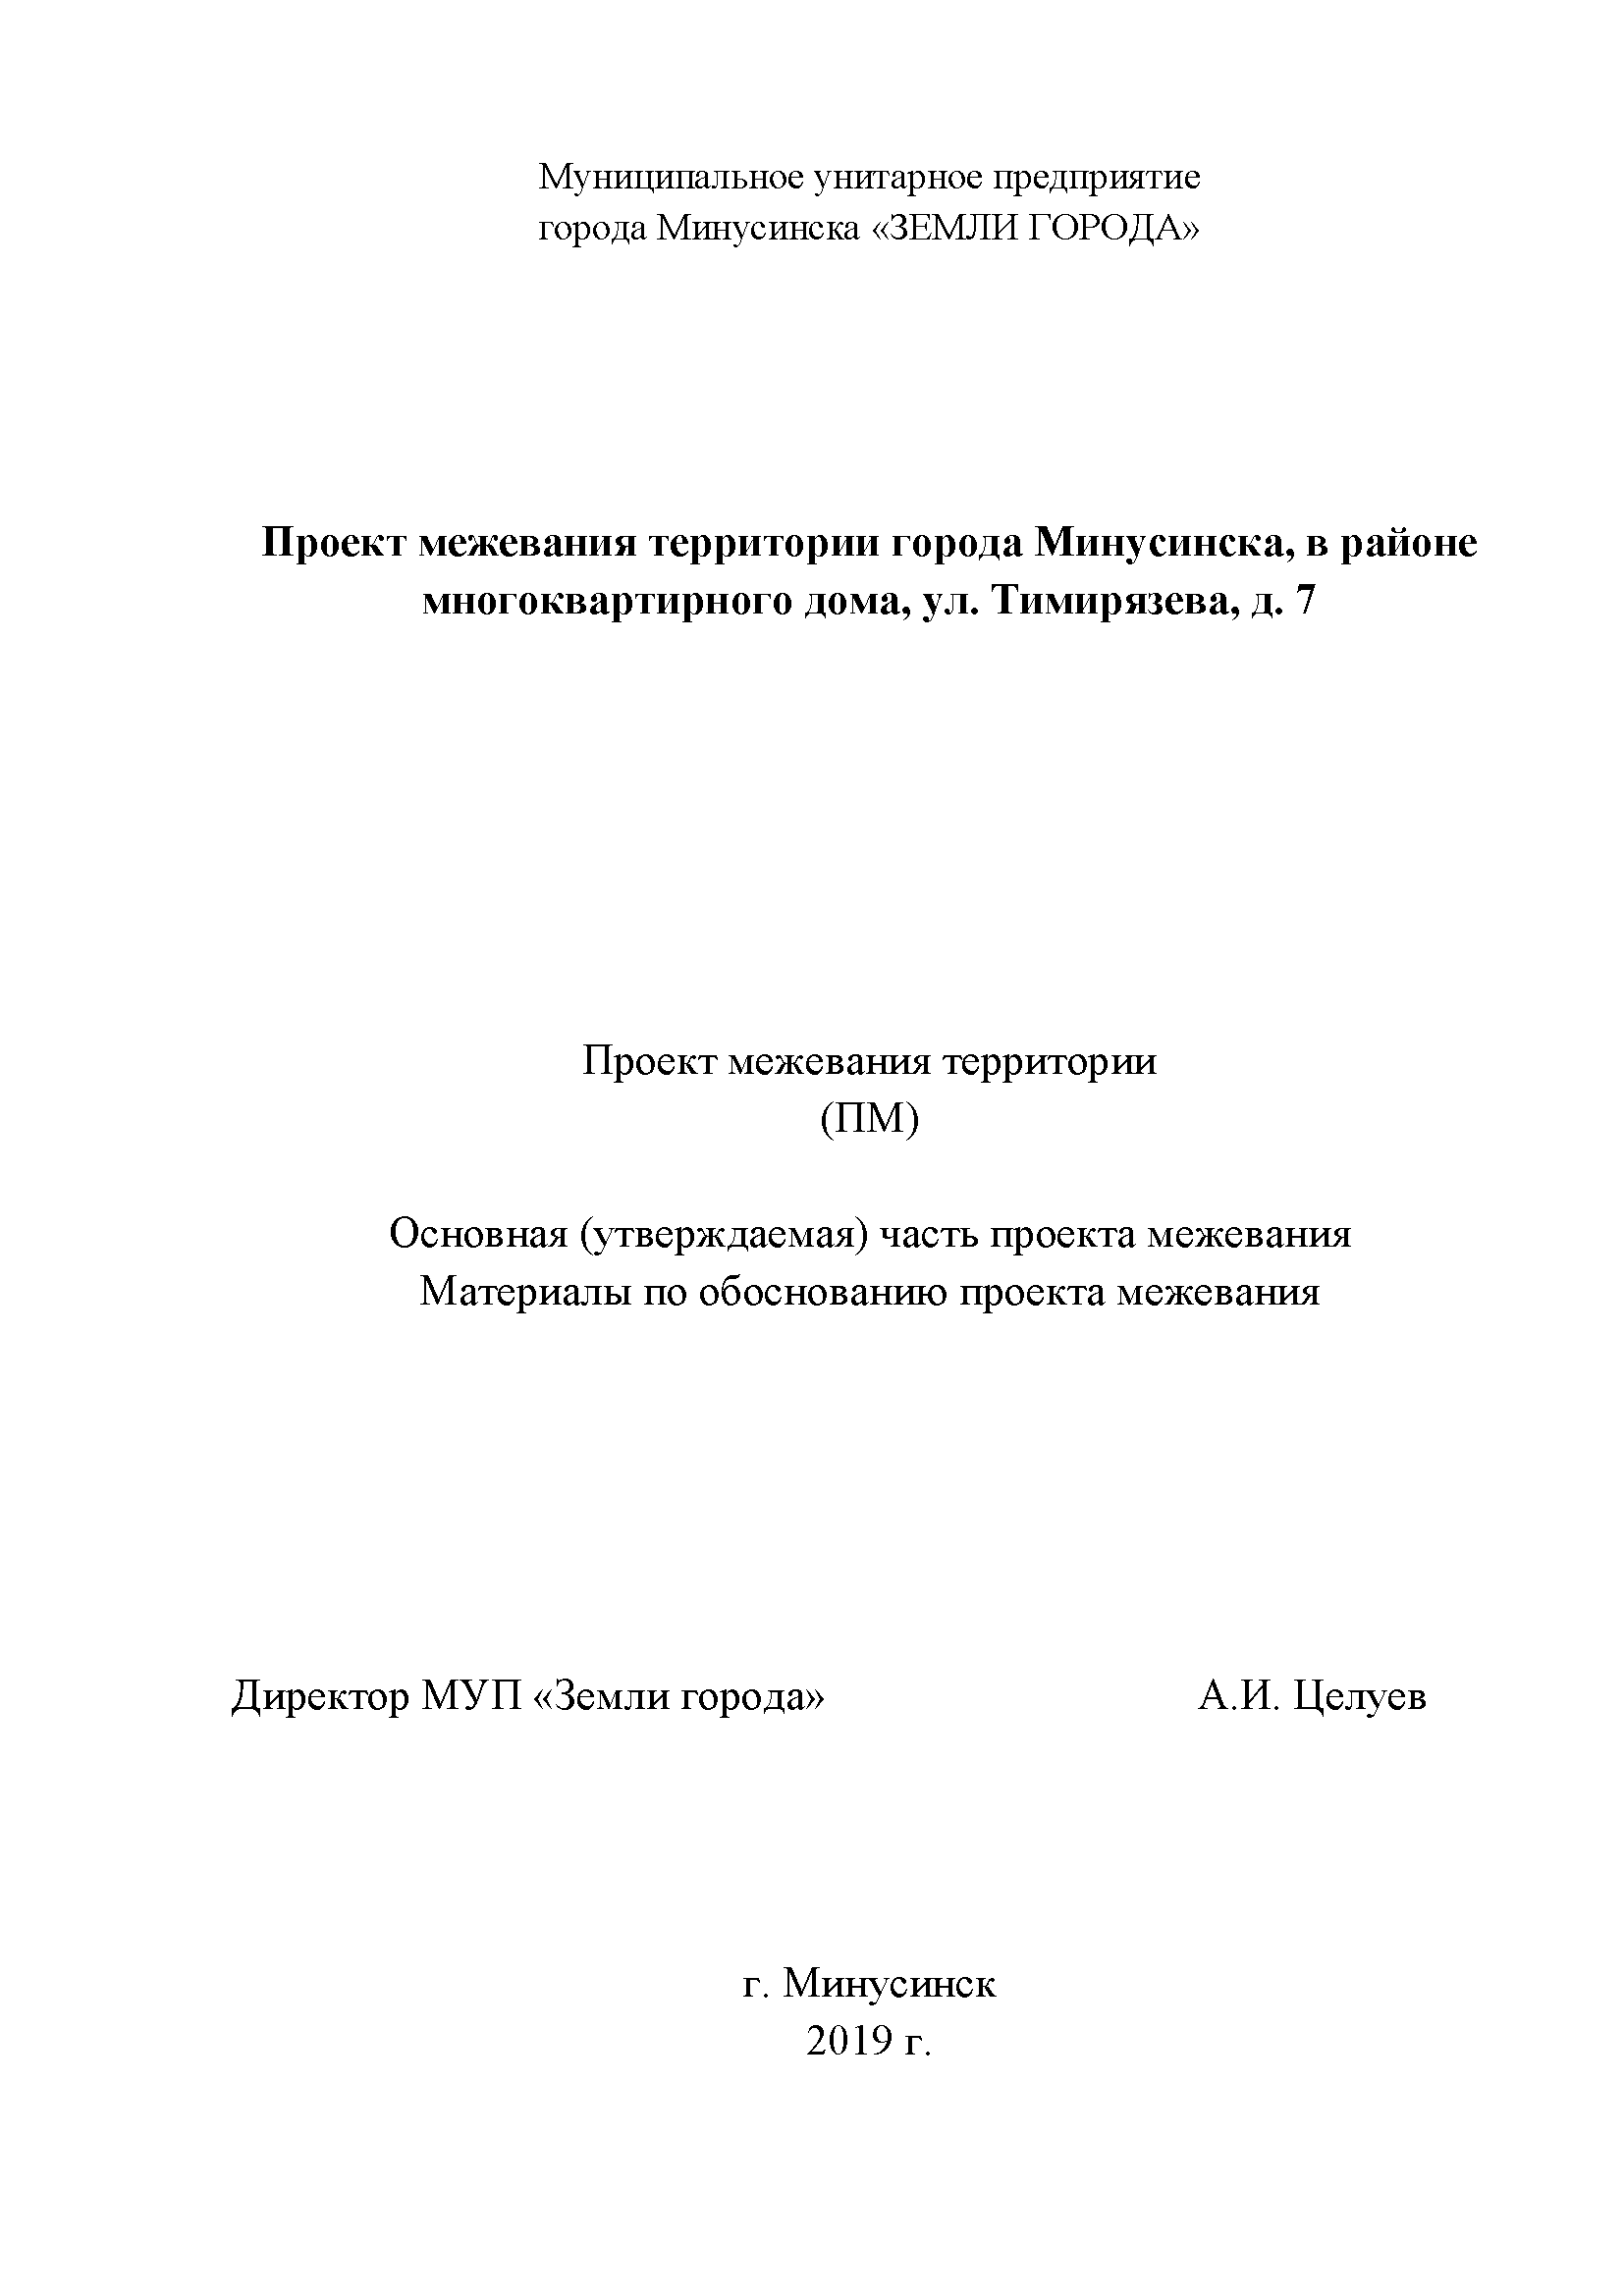 Муниципальное унитарное предприятие
города Минусинска «ЗЕМЛИ ГОРОДА»
Проект межевания территории города Минусинска, в районе
многоквартирного дома, ул. Тимирязева, д. 7
Проект межевания территории
(ПМ)
Основная (утверждаемая) часть проекта межевания
Материалы по обоснованию проекта межевания
Директор МУП «Земли города» А.И. Целуев
г. Минусинск
2019 г.